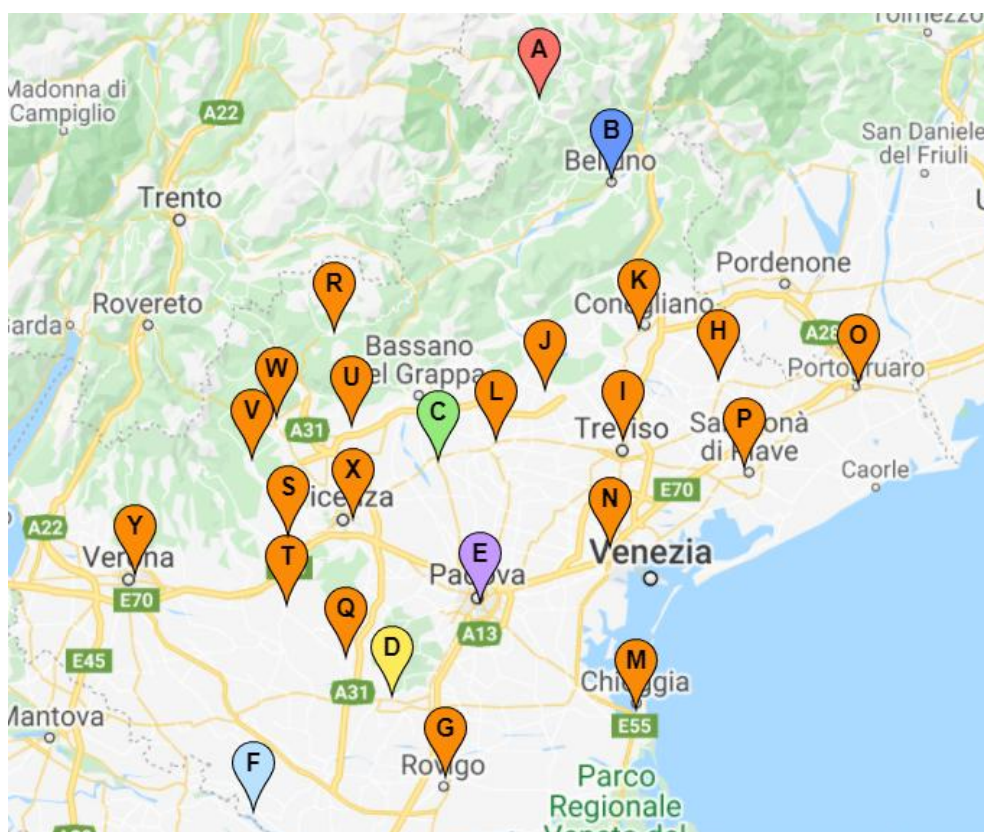 Tolmezzo
A
Madonna di
Campiglio
A22
B
Belluno
San Daniele
del Friuli
Trento
Pordenone
R
K
Rovereto
Conegliano
Garda
H
A28
O
J
Bassano
del Grappa
Portogruaro
W
U
L
I
V
C
P
A31
Treviso
San Donà
di Piave
Caorle
X
S
E70
N
Vicenza
A22
Y
Venezia
Verona
T
E
Padova
E70
Q
A13
D
M
E45
A31
Chioggia
Mantova
G
E55
F
Rovigo
Parco
Regionale
Veneto del